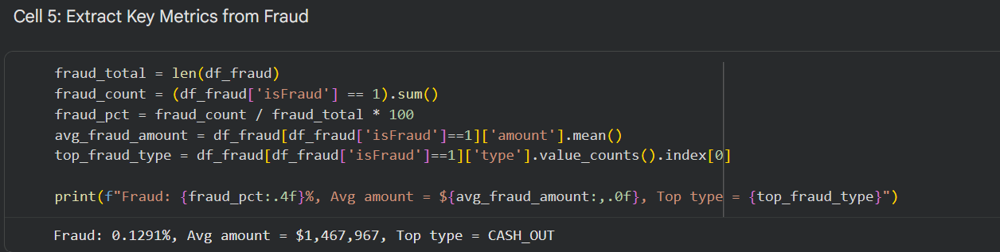 Cell 5: Extract Key Metrics from Fraud
fraud_total = len(df_fraud)
fraud_count = (df_fraud['isFraud'] == 1).sum()
fraud_pct = fraud_count / fraud_total * 100
avg_fraud_amount = df_fraud[df_fraud['isFraud']==1]['amount'].mean()
top_fraud_type = df_fraud[df_fraud['isFraud']==1]['type'].value_counts().index[0]
print(f"Fraud: {fraud_pct:.4f}%, Avg amount = ${avg_fraud_amount:,.0f}, Top type = {top_fraud_type}")
Fraud: 0.1291%, Avg amount = $1,467,967, Top type = CASH_OUT